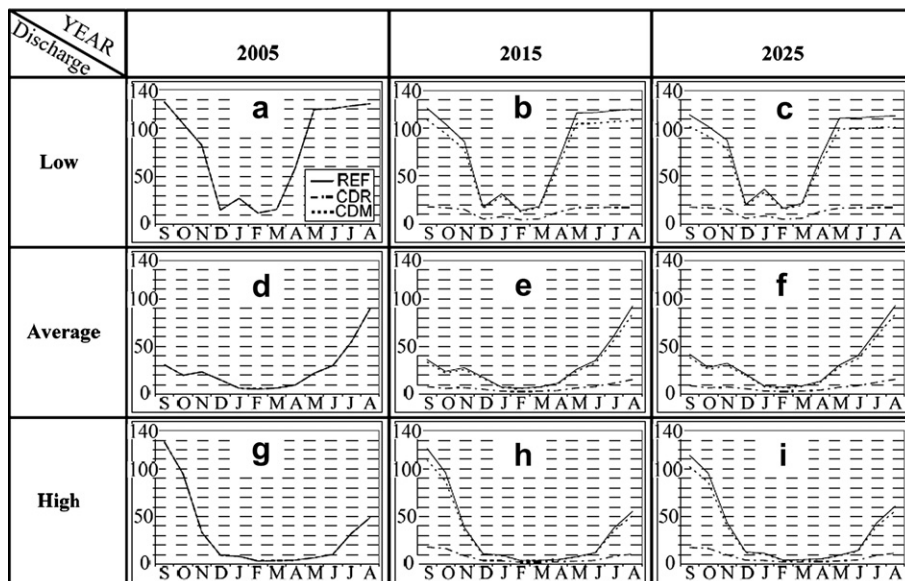 YEAR
Discharge
2005
2015
2025
Low
140
100
50
0
a
REF
CDR
CDM
S O N D J F M A M J J A
140
100
50
0
b
S O N D J F M A M J J A
140
100
50
0
c
S O N D J F M A M J J A
Average
140
100
50
0
d
S O N D J F M A M J J A
140
100
50
0
e
S O N D J F M A M J J A
140
100
50
0
f
S O N D J F M A M J J A
High
140
100
50
0
g
S O N D J F M A M J J A
140
100
50
0
h
S O N D J F M A M J J A
140
100
50
0
i
S O N D J F M A M J J A